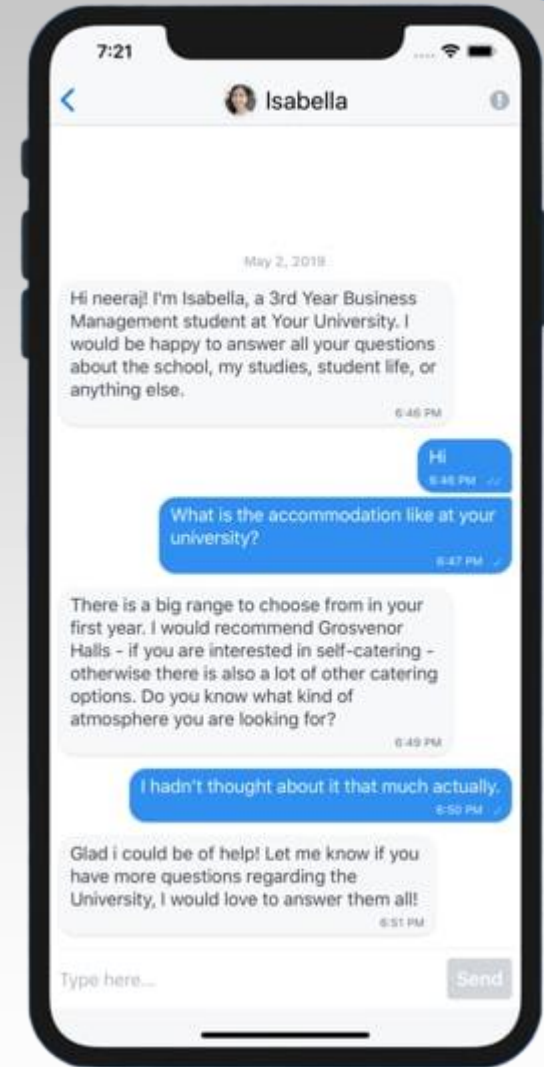 7:21
Isabella
May 2, 2019
Hi neeraj! I'm Isabella, a 3rd Year Business
Management student at Your University. I
would be happy to answer all your questions
about the school, my studies, student life, or
anything else.
6:46 PM
Hi
6:46 PM
What is the accommodation like at your
university?
6:47 PM
There is a big range to choose from in your
first year. I would recommend Grosvenor
Halls - if you are interested in self-catering -
otherwise there is also a lot of other catering
options. Do you know what kind of
atmosphere you are looking for?
6:49 PM
I hadn't thought about it that much actually.
6:50 PM
Glad i could be of help! Let me know if you
have more questions regarding the
University, I would love to answer them all!
6:51 PM
Type here...
Send